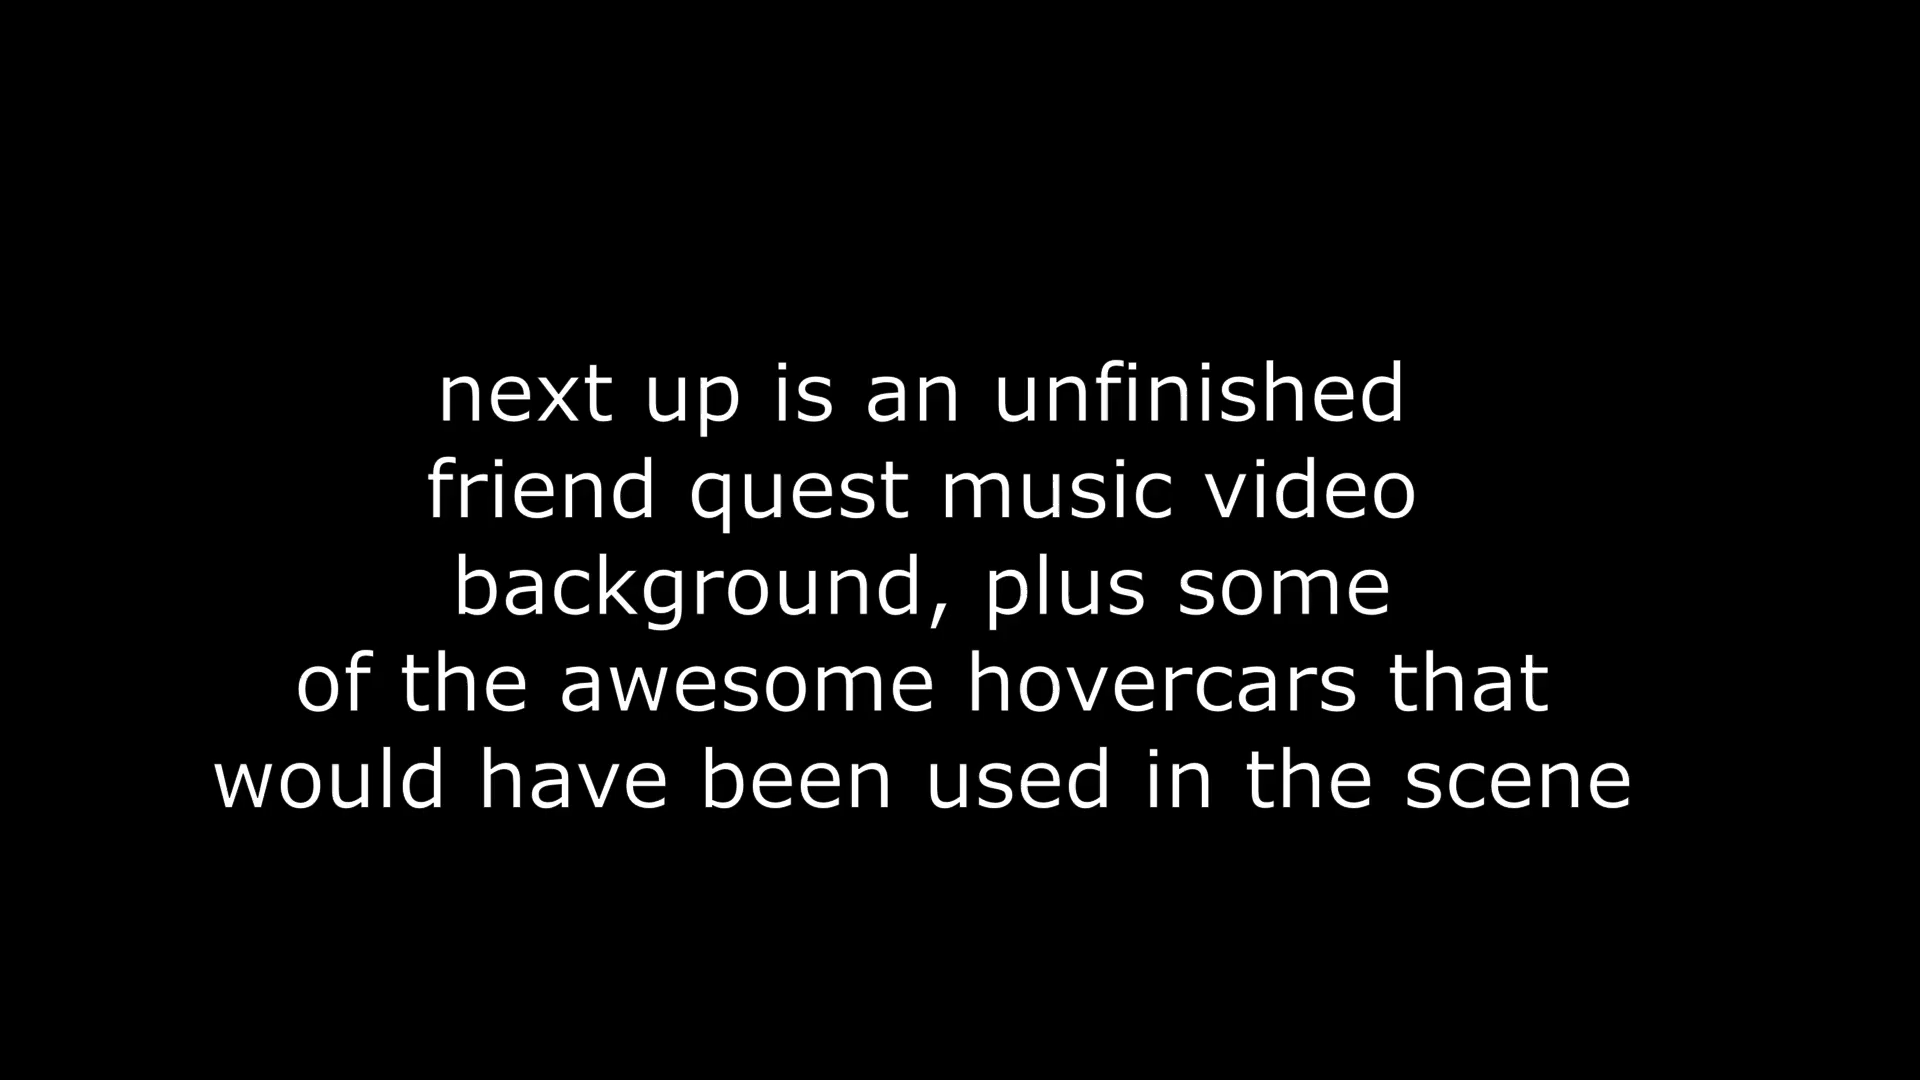 next up is an unfinished
friend quest music video
background, plus some
of the awesome hovercars that
would have been used in the scene